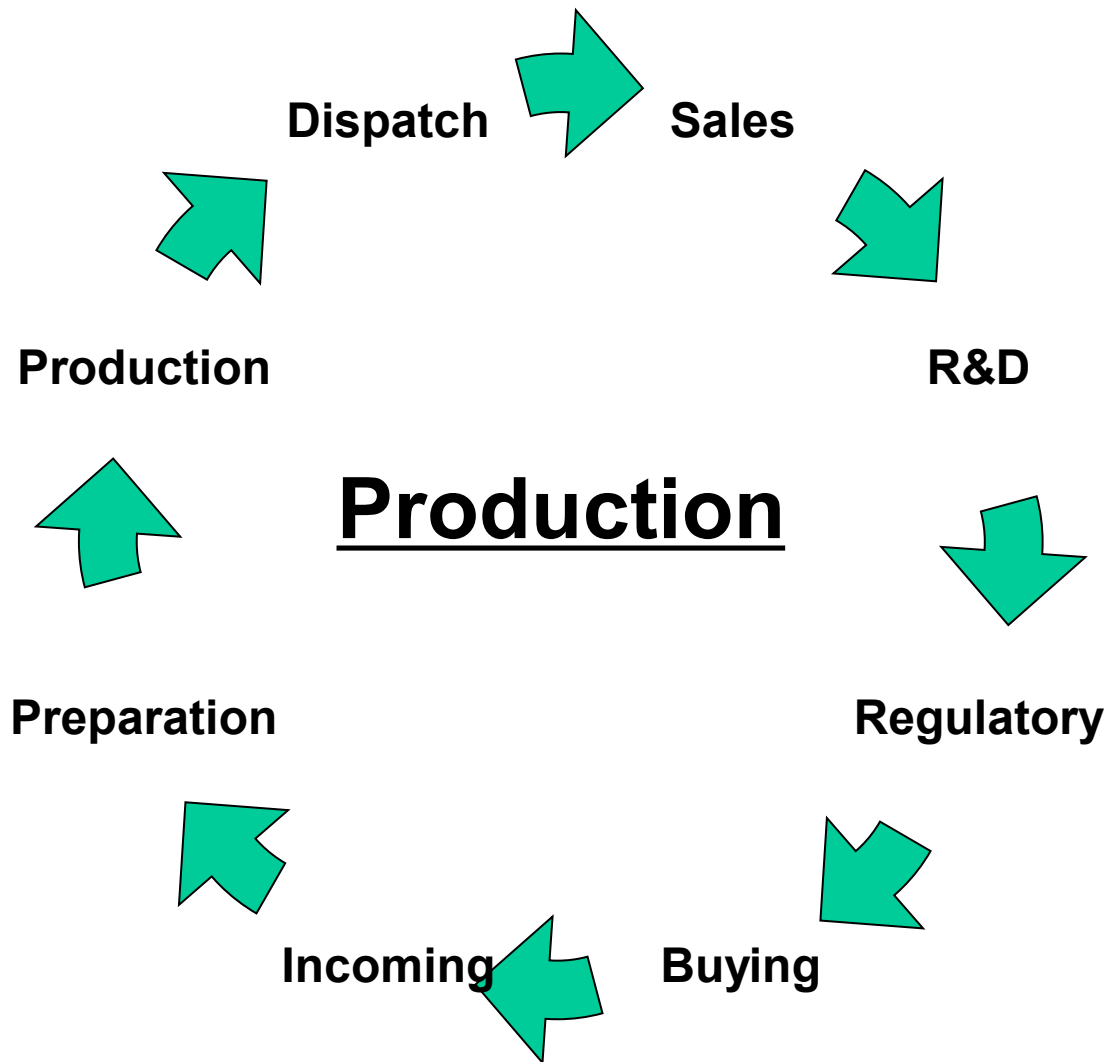 Dispatch
Sales
Production
R&D
Production
Preparation
Regulatory
Incoming
Buying